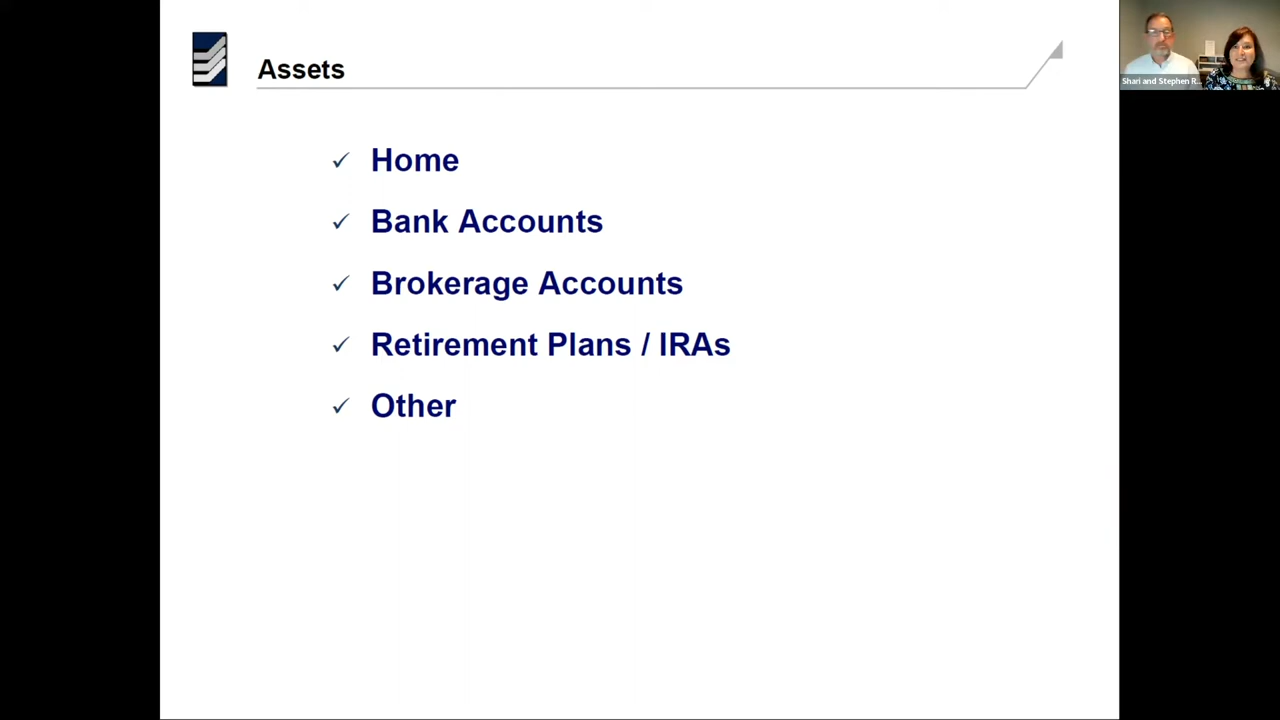 Assets
Shari and Stephen R...
Home
Bank Accounts
Brokerage Accounts
Retirement Plans / IRAs
Other